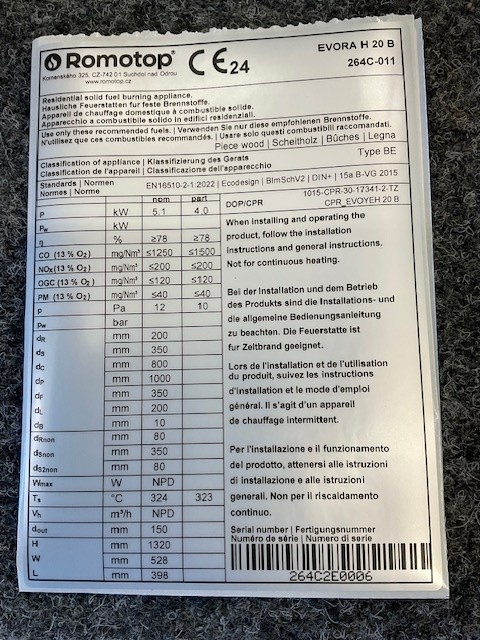 Romotop®
Komenského 325, CZ-742 01 Suchdol nad Odrou
www.romotop.cz
CE 24
EVORA H 20 B
264C-011
Residential solid fuel burning appliance.
Häusliche Feuerstätten für feste Brennstoffe.
Appareil de chauffage domestique à combustible solide.
Apparecchio a combustibile solido in edifici residenziali.
Use only these recommended fuels. | Verwenden Sie nur diese empfohlenen Brennstoffe.
N'utilisez que ces combustibles recommandés. | Usare solo questi combustibili raccomandati.
Piece wood | Scheitholz | Bûches | Legna
Classification of appliance | Klassifizierung des Geräts
Classification de l'appareil | Classificazione dell'apparecchio
Type BE
Standards | Normen
Normes | Norme
EN16510-2-1:2022 | Ecodesign | BImSchV2 | DIN+ | 15a B-VG 2015
nom part
P kW 5.1 4.0
Pw kW
η % ≥78 ≥78
CO (13 % O₂) mg/Nm³ ≤1250 ≤1500
NOx (13 % O₂) mg/Nm³ ≤200 ≤200
OGC (13 % O₂) mg/Nm³ ≤120 ≤120
PM (13 % O₂) mg/Nm³ ≤40 ≤40
p Pa 12 10
pw bar
dR mm 200
dS mm 350
dC mm 800
dP mm 1000
dF mm 350
dL mm 200
dB mm 10
dRnon mm 80
dSnon mm 350
dS2non mm 80
Wmax W NPD
Ts °C 324 323
Vh m³/h NPD
dout mm 150
H mm 1320
W mm 528
L mm 398
DOP/CPR
1015-CPR-30-17341-2-TZ
CPR_EVOYEH 20 B
When installing and operating the
product, follow the installation
instructions and general instructions.
Not for continuous heating.
Bei der Installation und dem Betrieb
des Produkts sind die Installations- und
die allgemeine Bedienungsanleitung
zu beachten. Die Feuerstätte ist
für Zeitbrand geeignet.
Lors de l'installation et de l'utilisation
du produit, suivez les instructions
d'installation et le mode d'emploi
général. Il s'agit d'un appareil
de chauffage intermittent.
Per l'installazione e il funzionamento
del prodotto, attenersi alle istruzioni
di installazione e alle istruzioni
generali. Non per il riscaldamento
continuo.
Serial number | Fertigungsnummer
Numéro de série | Numero di serie
264C2E0006